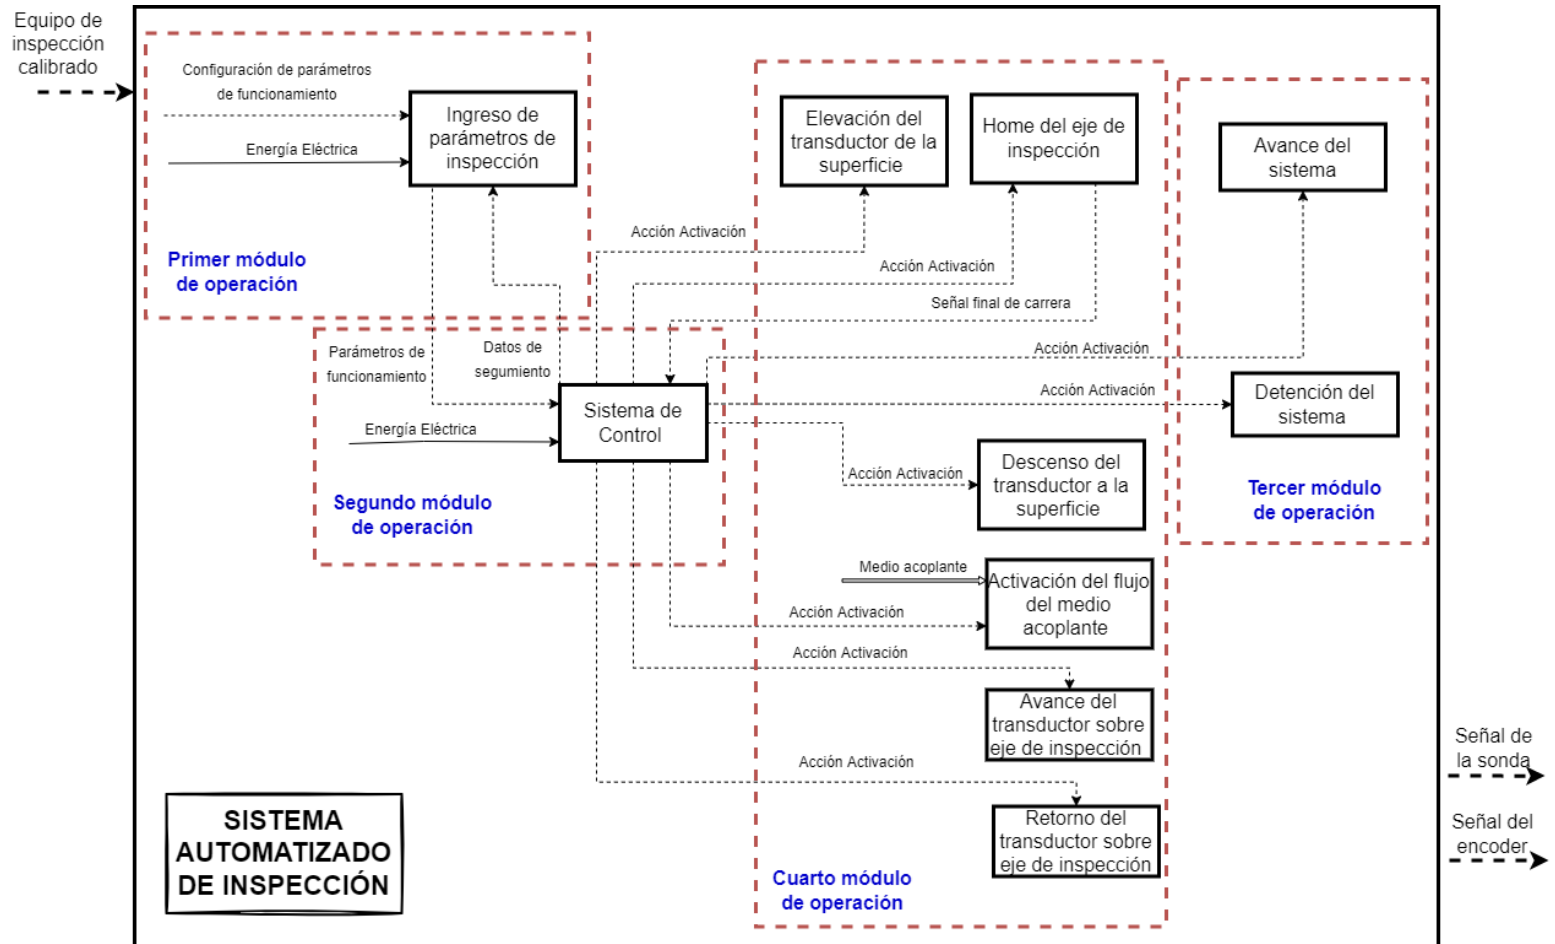 Equipo de
inspección
calibrado
Configuración de parámetros
de funcionamiento
Energía Eléctrica
Ingreso de
parámetros de
inspección
Primer módulo
de operación
Elevación del
transductor de la
superficie
Home del eje de
inspección
Avance del
sistema
Acción Activación
Acción Activación
Señal final de carrera
Acción Activación
Acción Activación
Parámetros de
funcionamiento
Datos de
segumiento
Energía Eléctrica
Sistema de
Control
Segundo módulo
de operación
Detención del
sistema
Tercer módulo
de operación
Acción Activación
Descenso del
transductor a la
superficie
Medio acoplante
Acción Activación
Activación del flujo
del medio
acoplante
Acción Activación
Avance del
transductor sobre
eje de inspección
Acción Activación
Retorno del
transductor sobre
eje de inspección
Cuarto módulo
de operación
SISTEMA
AUTOMATIZADO
DE INSPECCIÓN
Señal de
la sonda
Señal del
encoder